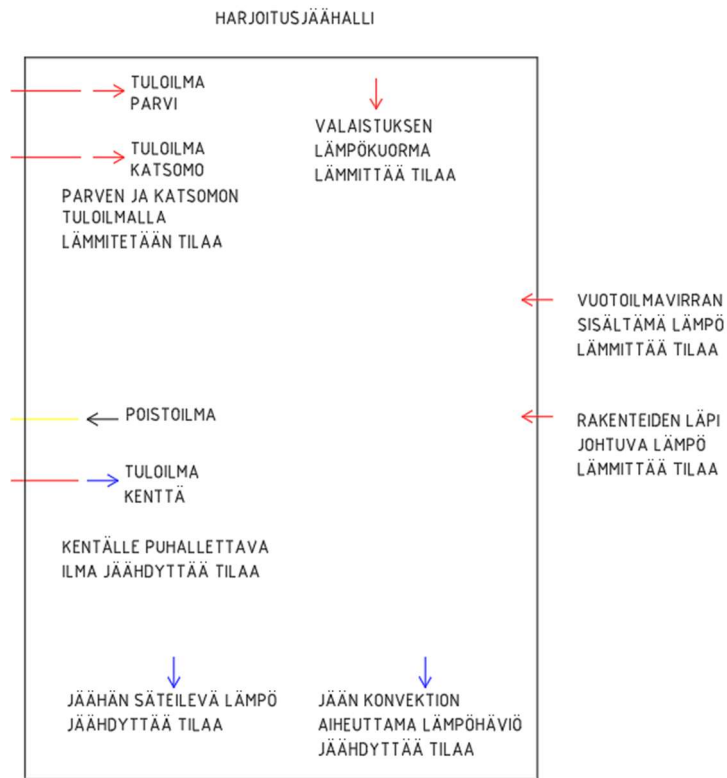 HARJOITUSJÄÄHALLI
TULOILMA
PARVI
TULOILMA
KATSOMO
PARVEN JA KATSOMON
TULOILMALLA
LÄMMITETÄÄN TILAA
VALAISTUKSEN
LÄMPÖKUORMA
LÄMMITTÄÄ TILAA
VUOTOILMAVIRRAN
SISÄLTÄMÄ LÄMPÖ
LÄMMITTÄÄ TILAA
POISTOILMA
RAKENTEIDEN LÄPI
JOHTUVA LÄMPÖ
LÄMMITTÄÄ TILAA
TULOILMA
KENTTÄ
KENTÄLLE PUHALLETTAVA
ILMA JÄÄHDYTTÄÄ TILAA
JÄÄHÄN SÄTEILEVÄ LÄMPÖ
JÄÄHDYTTÄÄ TILAA
JÄÄN KONVEKTION
AIHEUTTAMA LÄMPÖHÄVIÖ
JÄÄHDYTTÄÄ TILAA